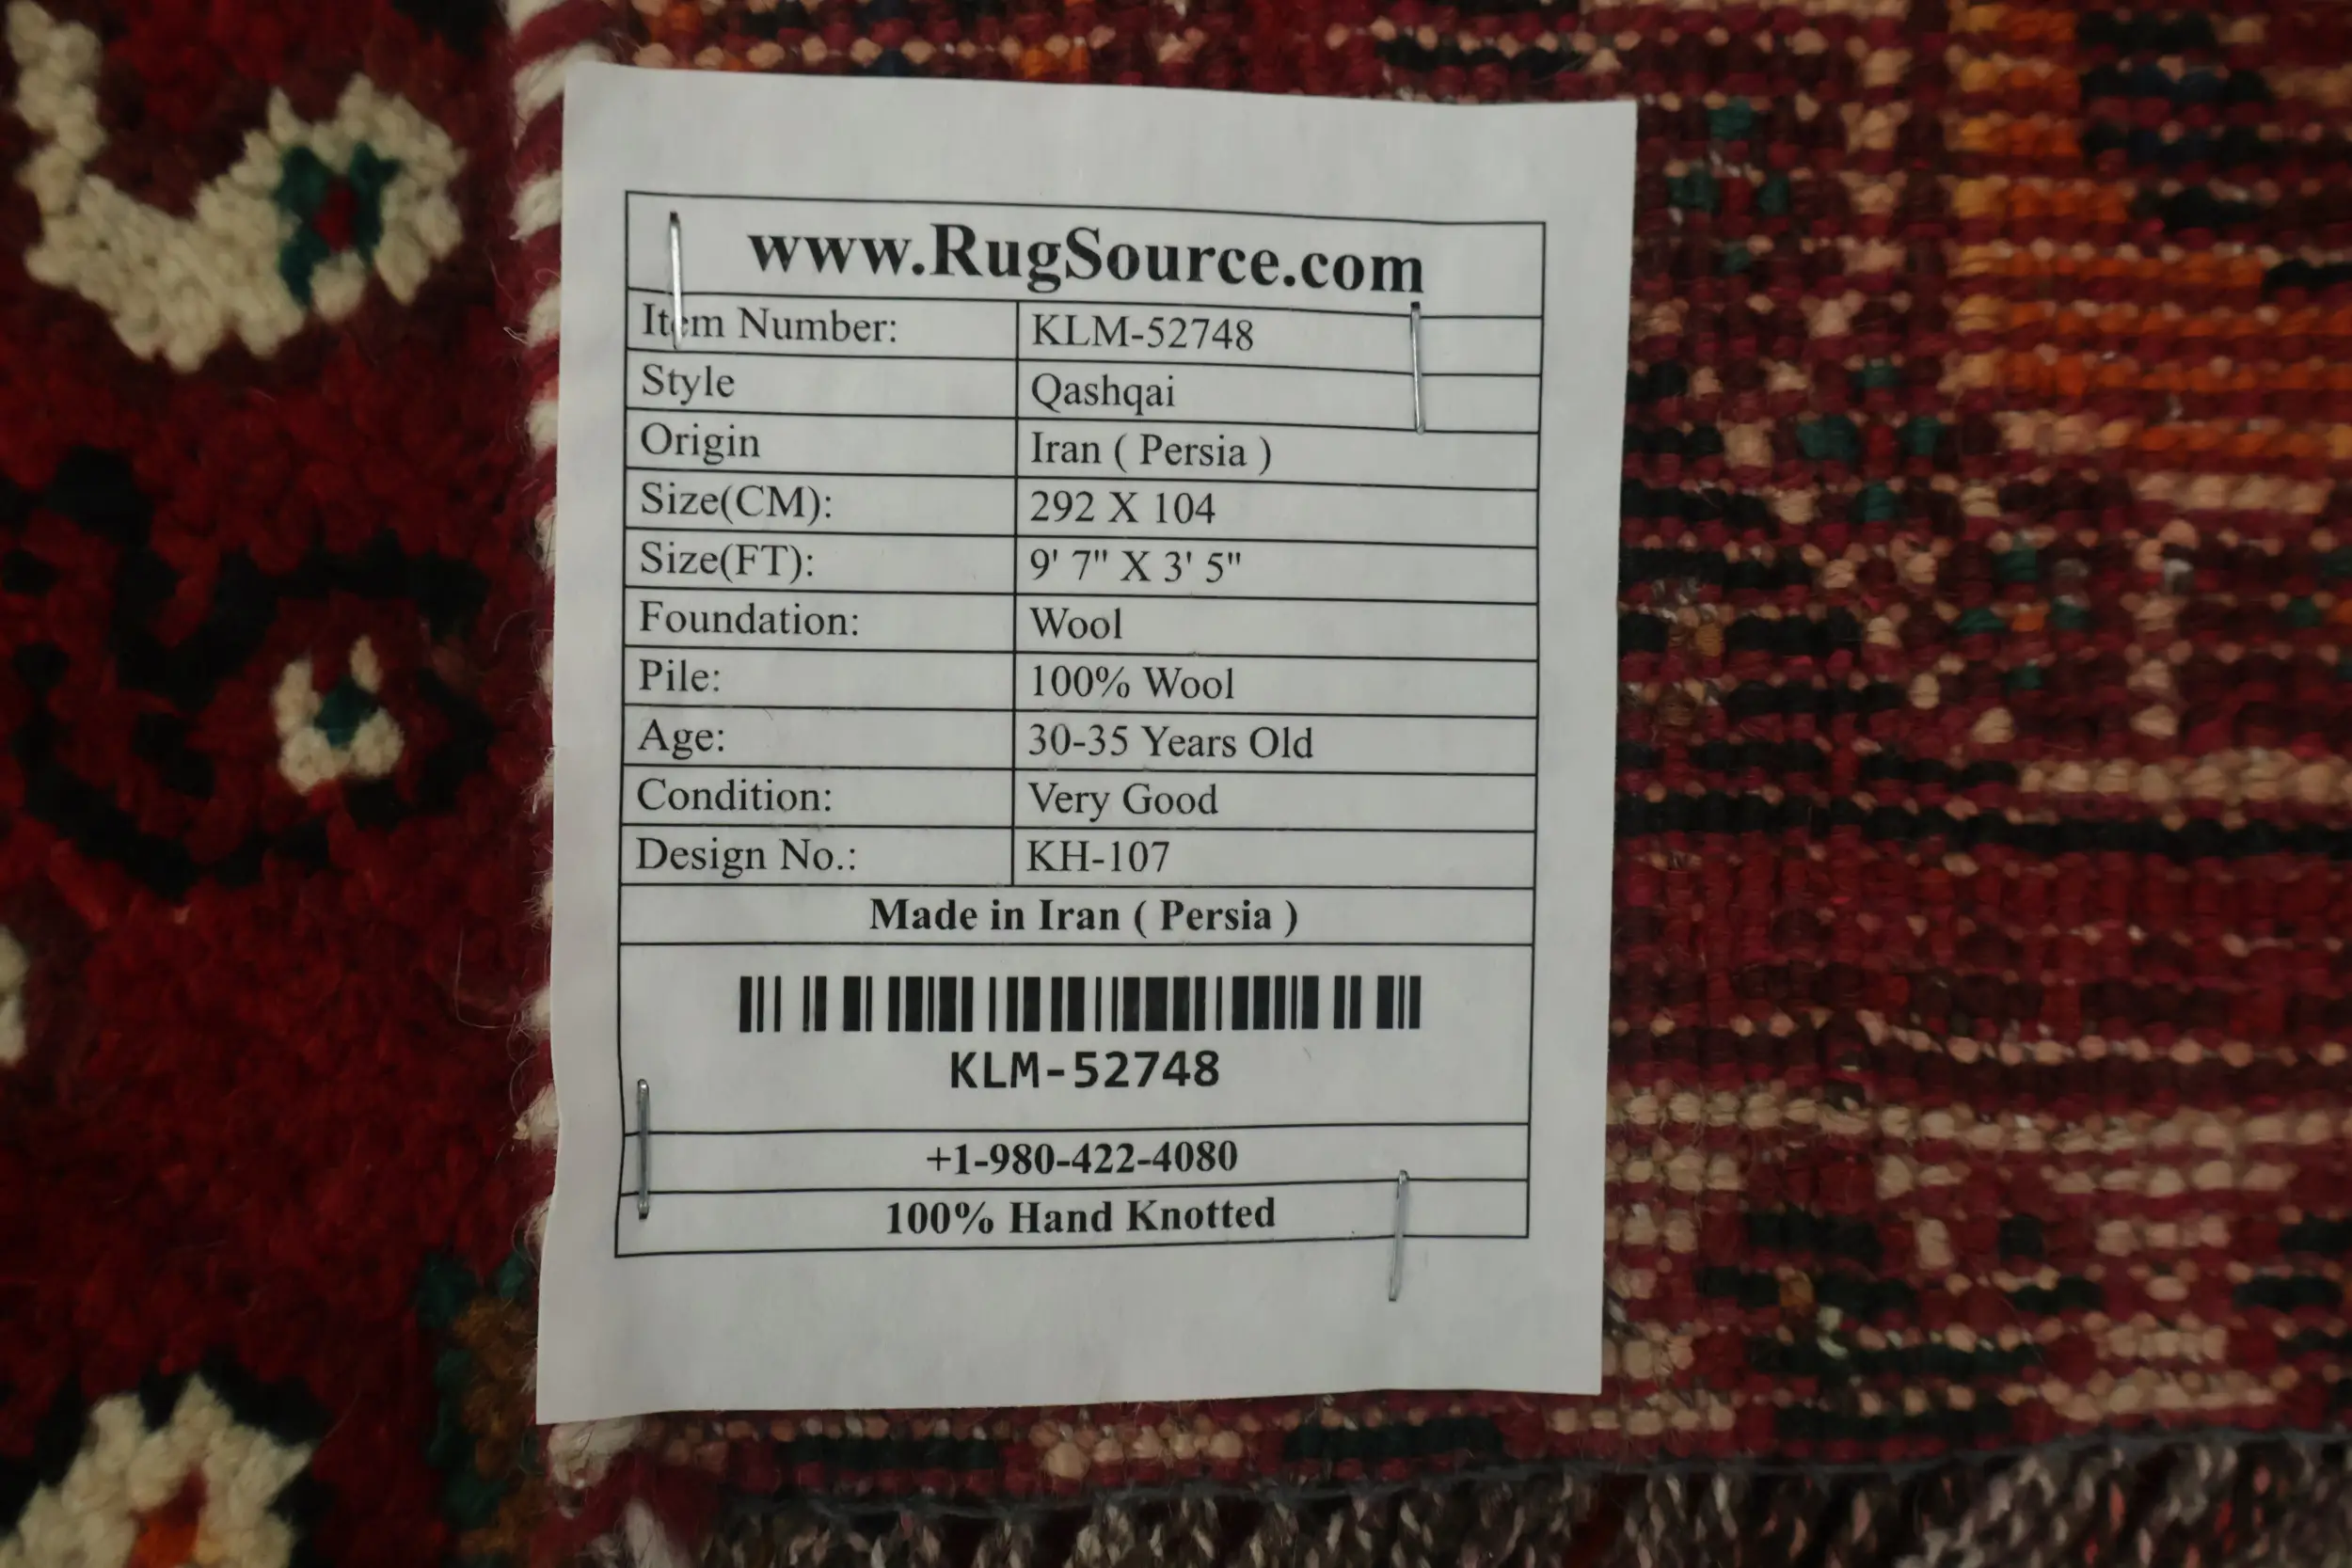 www.RugSource.com
Item Number: KLM-52748
Style Qashqai
Origin Iran ( Persia )
Size(CM): 292 X 104
Size(FT): 9' 7" X 3' 5"
Foundation: Wool
Pile: 100% Wool
Age: 30-35 Years Old
Condition: Very Good
Design No.: KH-107
Made in Iran ( Persia )
KLM-52748
+1-980-422-4080
100% Hand Knotted